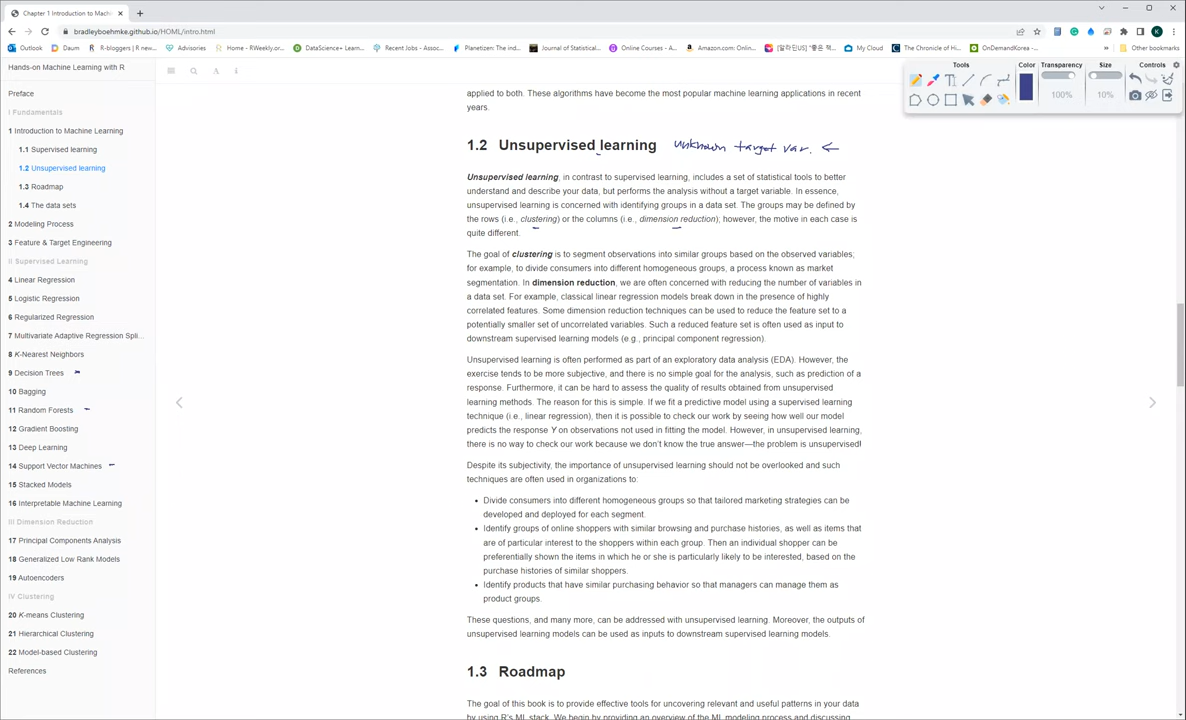 Chapter 1 Introduction to Machi
bradleyboehmke.github.io/HOML/intro.html
Outlook Daum R-bloggers | R new... Advisories Home - RWeekly.or... DataScience+ Learn... Recent Jobs - Assoc... Planetizen: The ind... Journal of Statistical... Online Courses - A... Amazon.com: Onlin... My Cloud The Chronicle of Hi... OnDemandKorea -... » Other bookmarks
Hands-on Machine Learning with R
Preface
I Fundamentals
1 Introduction to Machine Learning
1.1 Supervised learning
1.2 Unsupervised learning
1.3 Roadmap
1.4 The data sets
2 Modeling Process
3 Feature & Target Engineering
II Supervised Learning
4 Linear Regression
5 Logistic Regression
6 Regularized Regression
7 Multivariate Adaptive Regression Spli...
8 K-Nearest Neighbors
9 Decision Trees
10 Bagging
11 Random Forests
12 Gradient Boosting
13 Deep Learning
14 Support Vector Machines
15 Stacked Models
16 Interpretable Machine Learning
III Dimension Reduction
17 Principal Components Analysis
18 Generalized Low Rank Models
19 Autoencoders
IV Clustering
20 K-means Clustering
21 Hierarchical Clustering
22 Model-based Clustering
References
Tools Color Transparency Size Controls
100% 10%
applied to both. These algorithms have become the most popular machine learning applications in recent
years.
1.2 Unsupervised learning unknown target var. ←
Unsupervised learning, in contrast to supervised learning, includes a set of statistical tools to better
understand and describe your data, but performs the analysis without a target variable. In essence,
unsupervised learning is concerned with identifying groups in a data set. The groups may be defined by
the rows (i.e., clustering) or the columns (i.e., dimension reduction); however, the motive in each case is
quite different.
The goal of clustering is to segment observations into similar groups based on the observed variables;
for example, to divide consumers into different homogeneous groups, a process known as market
segmentation. In dimension reduction, we are often concerned with reducing the number of variables in
a data set. For example, classical linear regression models break down in the presence of highly
correlated features. Some dimension reduction techniques can be used to reduce the feature set to a
potentially smaller set of uncorrelated variables. Such a reduced feature set is often used as input to
downstream supervised learning models (e.g., principal component regression).
Unsupervised learning is often performed as part of an exploratory data analysis (EDA). However, the
exercise tends to be more subjective, and there is no simple goal for the analysis, such as prediction of a
response. Furthermore, it can be hard to assess the quality of results obtained from unsupervised
learning methods. The reason for this is simple. If we fit a predictive model using a supervised learning
technique (i.e., linear regression), then it is possible to check our work by seeing how well our model
predicts the response Y on observations not used in fitting the model. However, in unsupervised learning,
there is no way to check our work because we don't know the true answer—the problem is unsupervised!
Despite its subjectivity, the importance of unsupervised learning should not be overlooked and such
techniques are often used in organizations to:
• Divide consumers into different homogeneous groups so that tailored marketing strategies can be
developed and deployed for each segment.
• Identify groups of online shoppers with similar browsing and purchase histories, as well as items that
are of particular interest to the shoppers within each group. Then an individual shopper can be
preferentially shown the items in which he or she is particularly likely to be interested, based on the
purchase histories of similar shoppers.
• Identify products that have similar purchasing behavior so that managers can manage them as
product groups.
These questions, and many more, can be addressed with unsupervised learning. Moreover, the outputs of
unsupervised learning models can be used as inputs to downstream supervised learning models.
1.3 Roadmap
The goal of this book is to provide effective tools for uncovering relevant and useful patterns in your data
by using R's ML stack. We begin by providing an overview of the ML modeling process and discussing